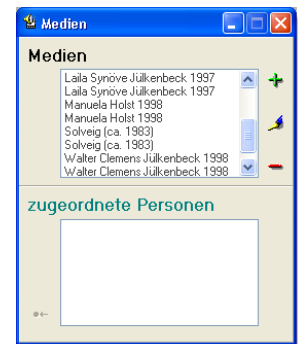 Medien
Medien
Laila Synöve Jülkenbeck 1997
Laila Synöve Jülkenbeck 1997
Manuela Holst 1998
Manuela Holst 1998
Solveig (ca. 1983)
Solveig (ca. 1983)
Walter Clemens Jülkenbeck 1998
Walter Clemens Jülkenbeck 1998
zugeordnete Personen